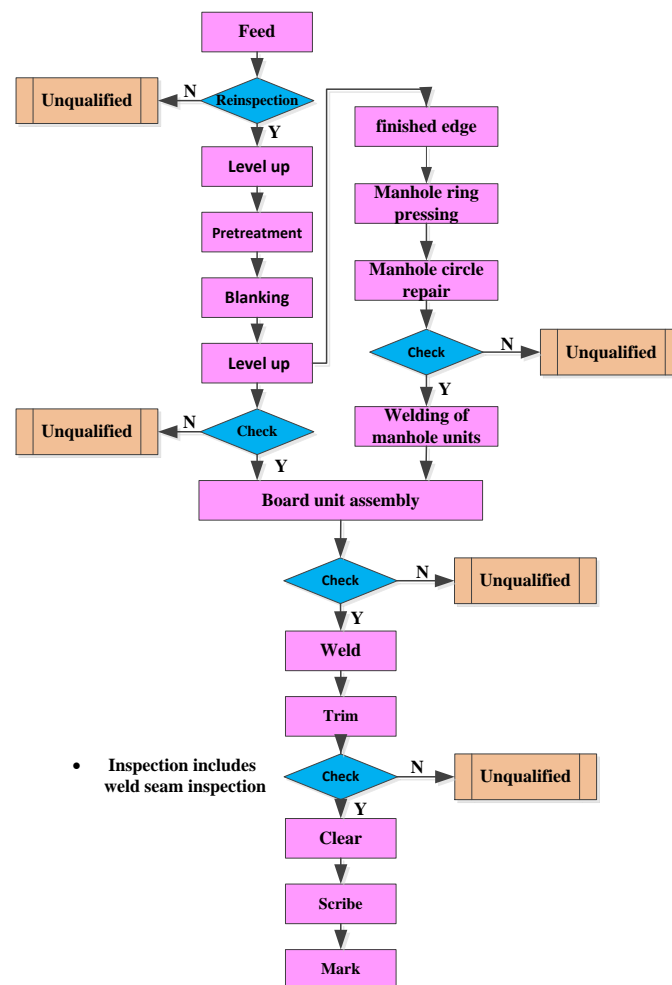 Feed
N
Unqualified
Reinspection
Y
finished edge
Level up
Manhole ring
pressing
Pretreatment
Manhole circle
repair
Blanking
Check
N
Unqualified
Level up
Y
Unqualified
N
Check
Welding of
manhole units
Y
Board unit assembly
Check
N
Unqualified
Y
Weld
Trim
• Inspection includes
weld seam inspection
Check
N
Unqualified
Y
Clear
Scribe
Mark